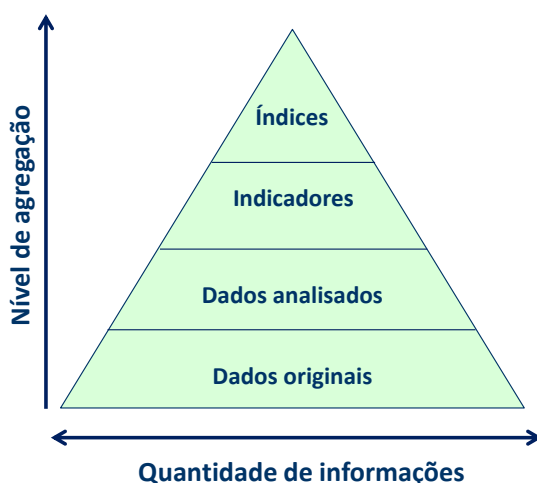 Nível de agregação
Índices
Indicadores
Dados analisados
Dados originais
Quantidade de informações